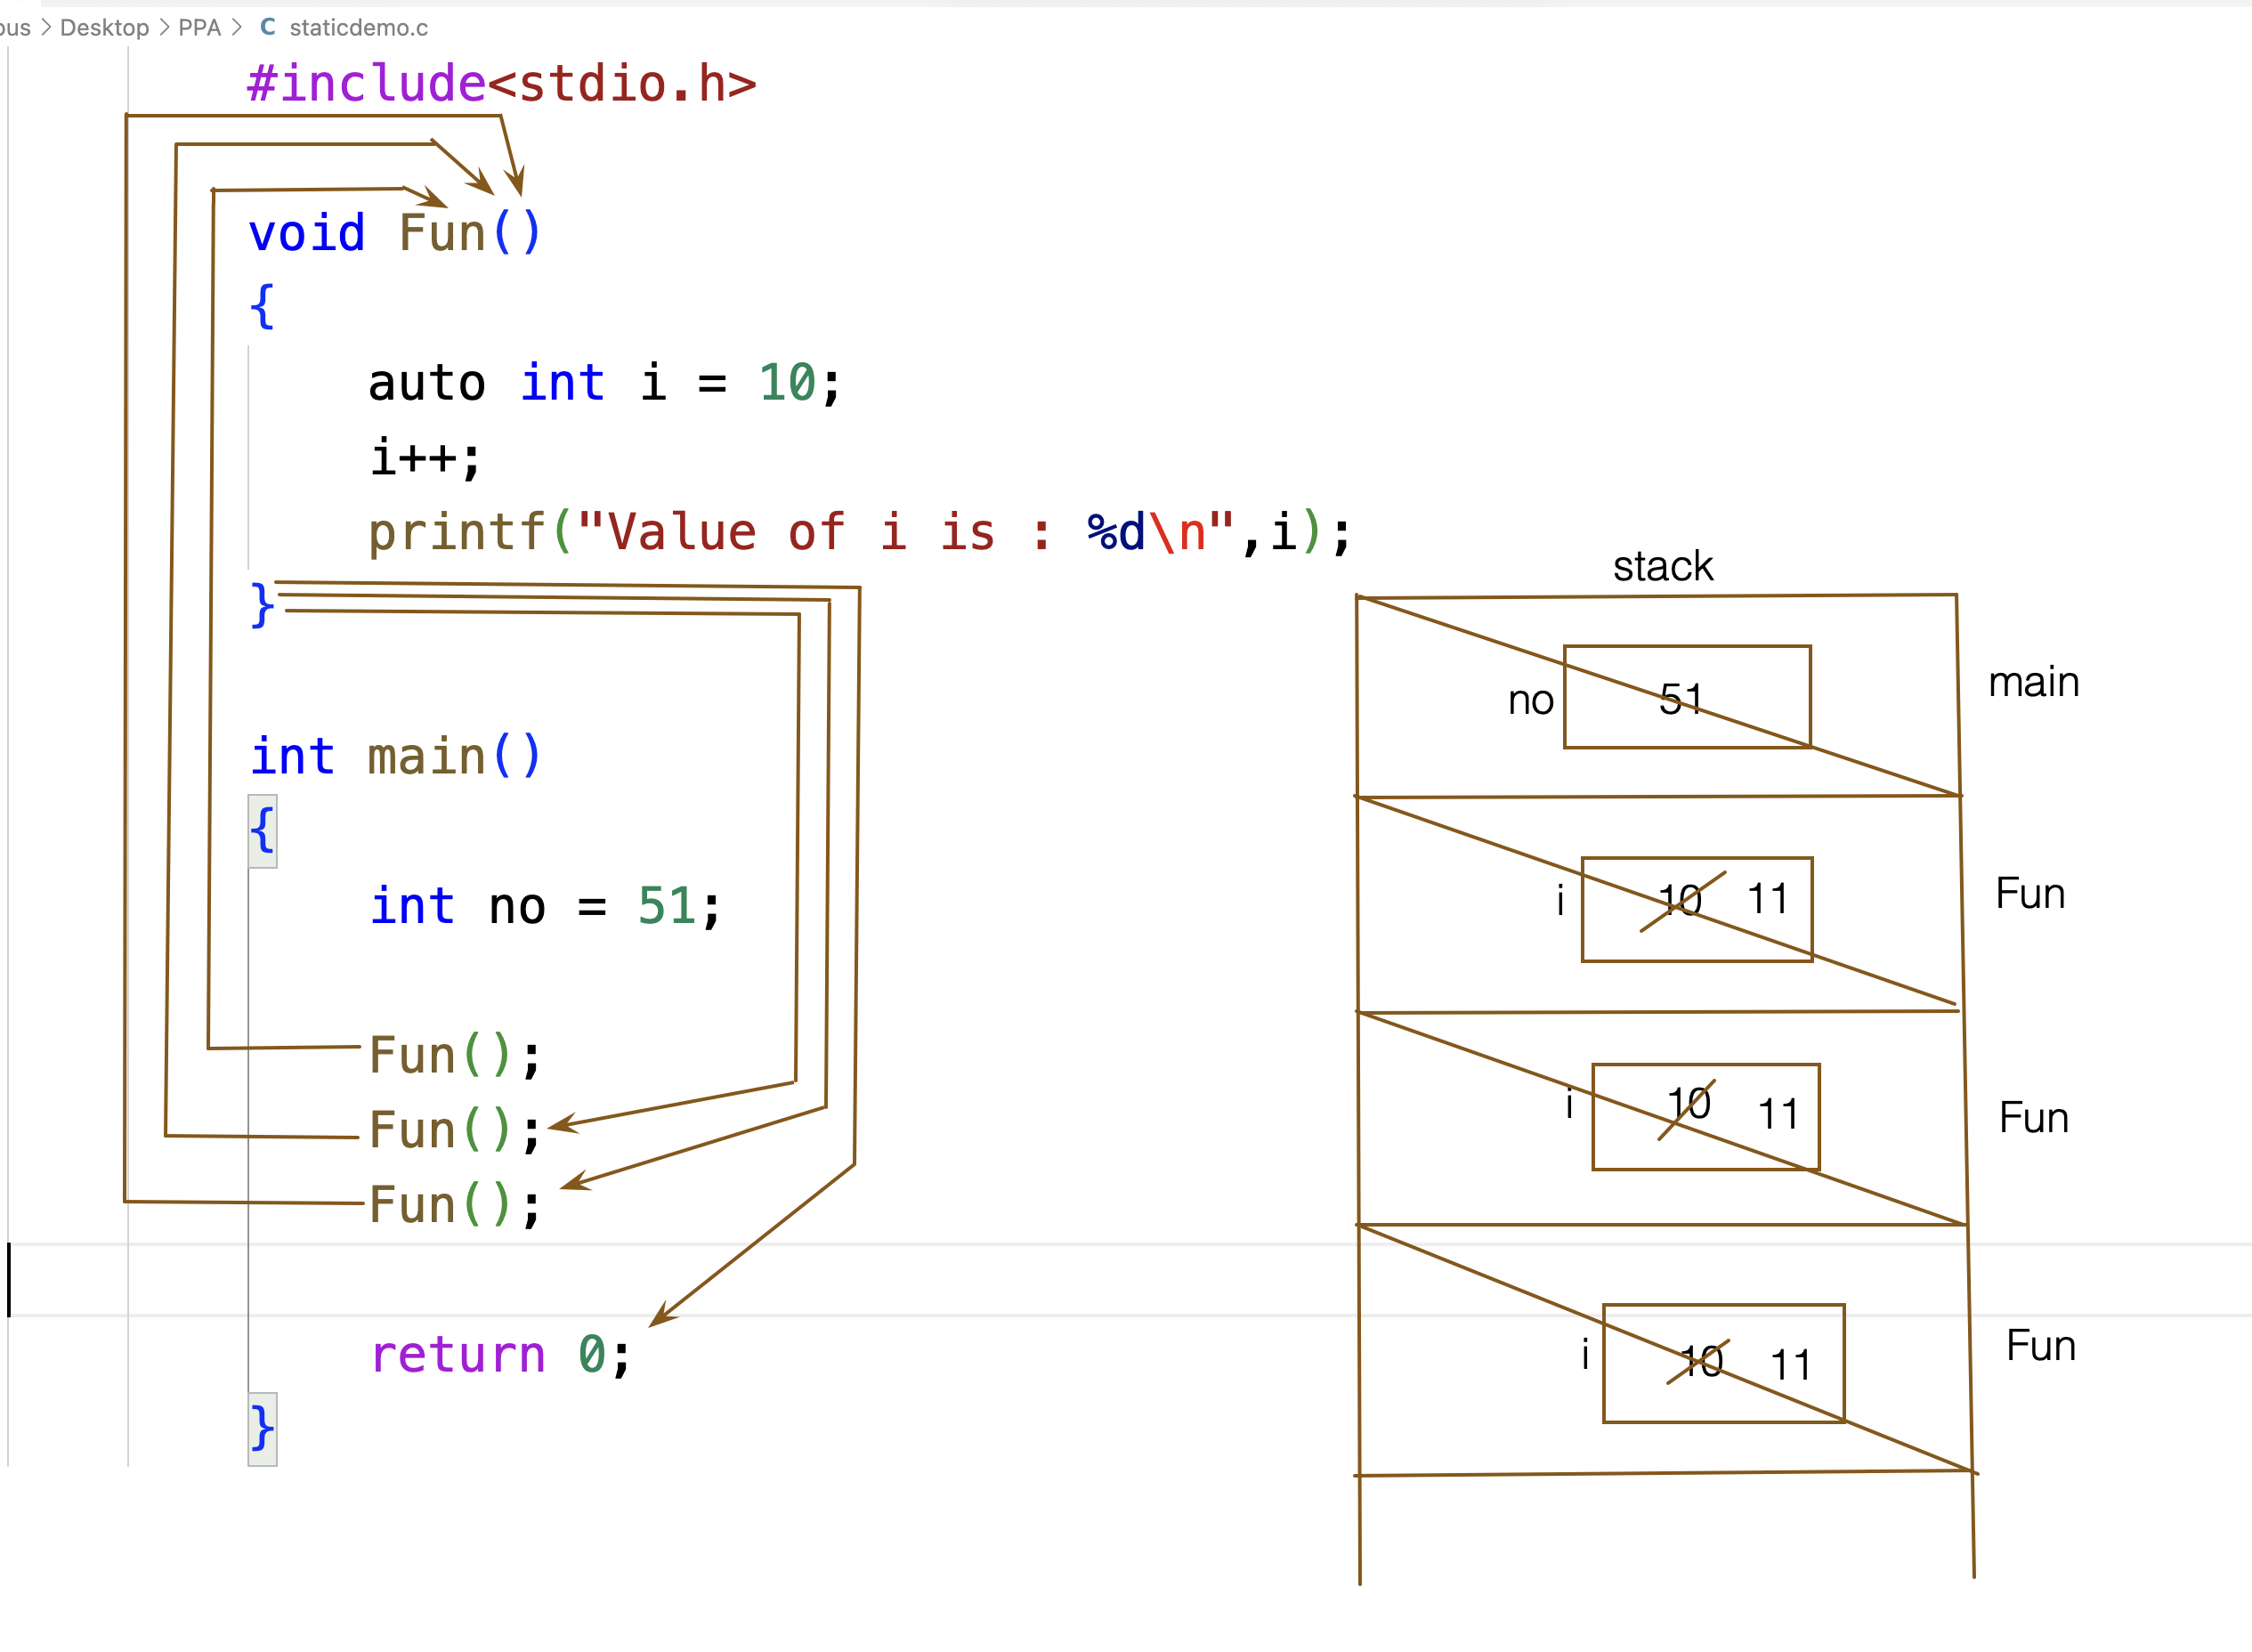 ous > Desktop > PPA > C staticdemo.c
#include<stdio.h>
void Fun()
{
auto int i = 10;
i++;
printf("Value of i is : %d\n",i);
}
int main()
{
int no = 51;
Fun();
Fun();
Fun();
return 0;
}
stack
no 51 main
i 10 11 Fun
i 10 11 Fun
i 10 11 Fun